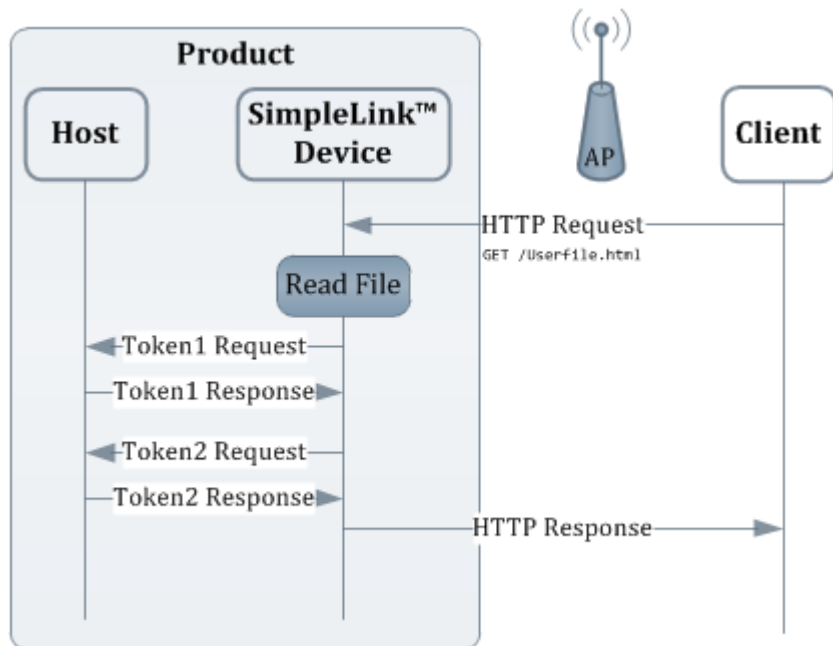 Product
Host
SimpleLink™
Device
AP
Client
HTTP Request
GET /Userfile.html
Read File
Token1 Request
Token1 Response
Token2 Request
Token2 Response
HTTP Response